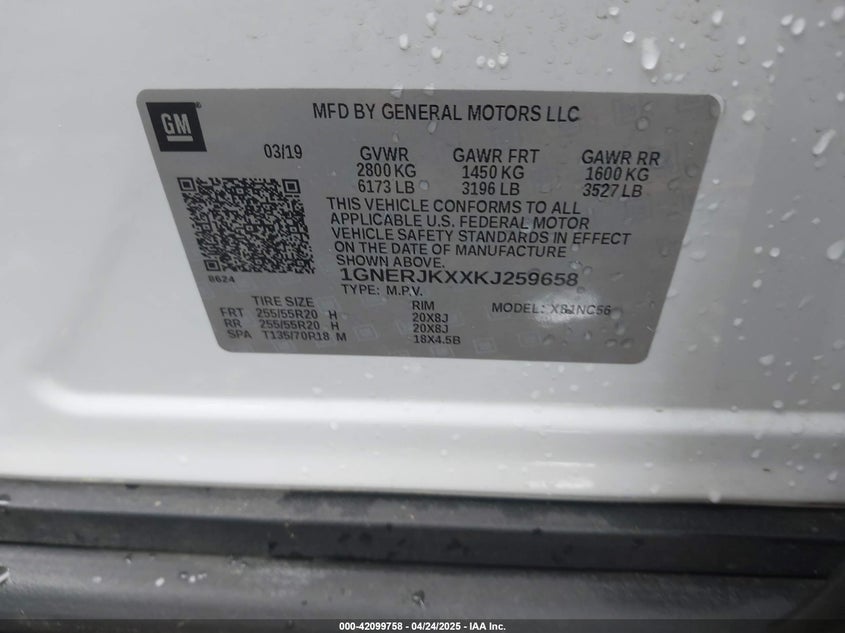 GM
MFD BY GENERAL MOTORS LLC
03/19 GVWR GAWR FRT GAWR RR
2800 KG 1450 KG 1600 KG
6173 LB 3196 LB 3527 LB
THIS VEHICLE CONFORMS TO ALL
APPLICABLE U.S. FEDERAL MOTOR
VEHICLE SAFETY STANDARDS IN EFFECT
ON THE DATE OF MANUFACTURE
SHOWN ABOVE.
8624
1GNERJKXXKJ259658
TYPE: M.P.V.
TIRE SIZE RIM MODEL:
FRT 255/55R20 H 20X8J
RR 255/55R20 H 20X8J
SPA T135/70R18 M 18X4.5B
000-42099758 - 04/24/2025 - IAA Inc.